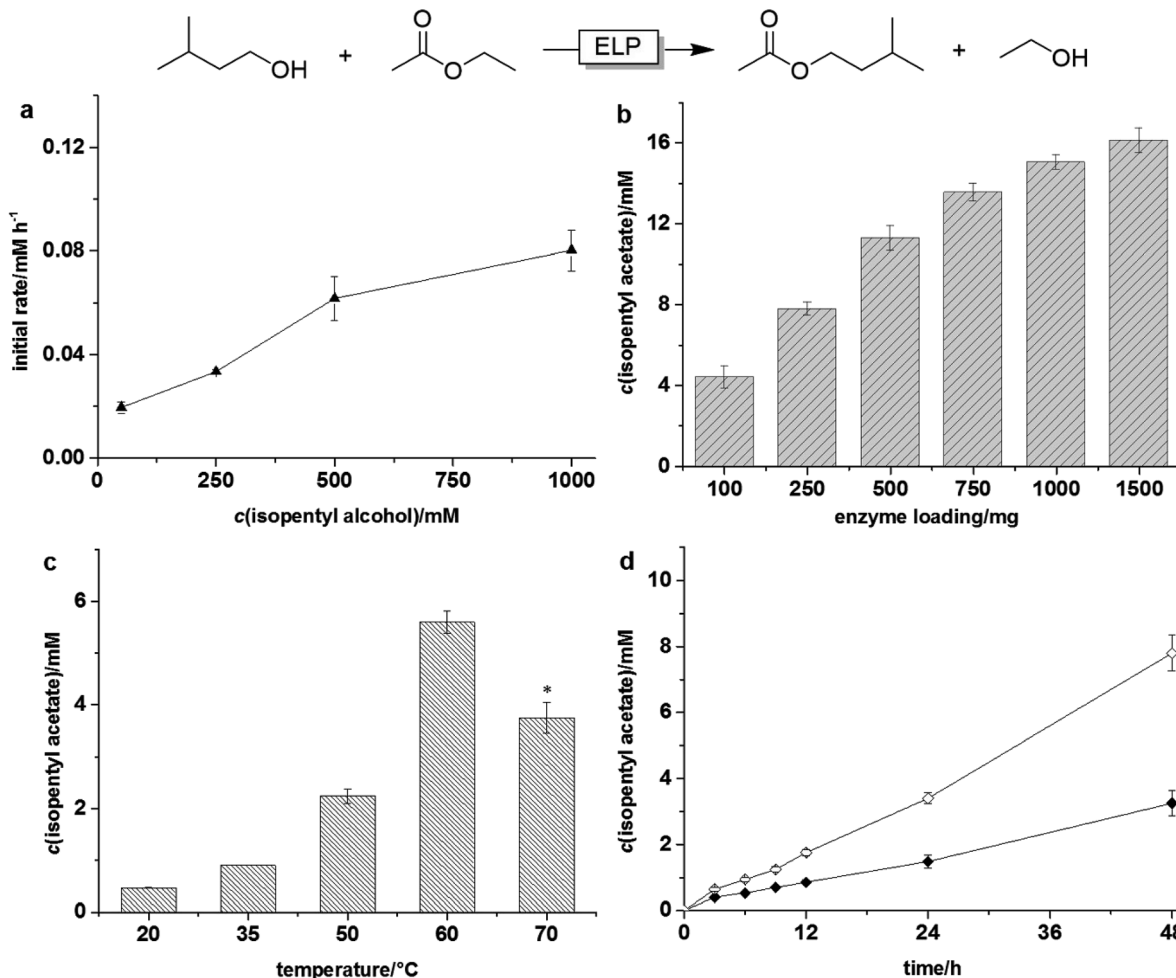 OH + O O ELP O O + OH
a
0.12
0.08
0.04
0.00
initial rate/mM h-1
0 250 500 750 1000
c(isopentyl alcohol)/mM
b
16
12
8
4
0
c(isopentyl acetate)/mM
100 250 500 750 1000 1500
enzyme loading/mg
c
6
4
2
0
c(isopentyl acetate)/mM
*
20 35 50 60 70
temperature/°C
d
10
8
6
4
2
0
c(isopentyl acetate)/mM
0 12 24 36 48
time/h